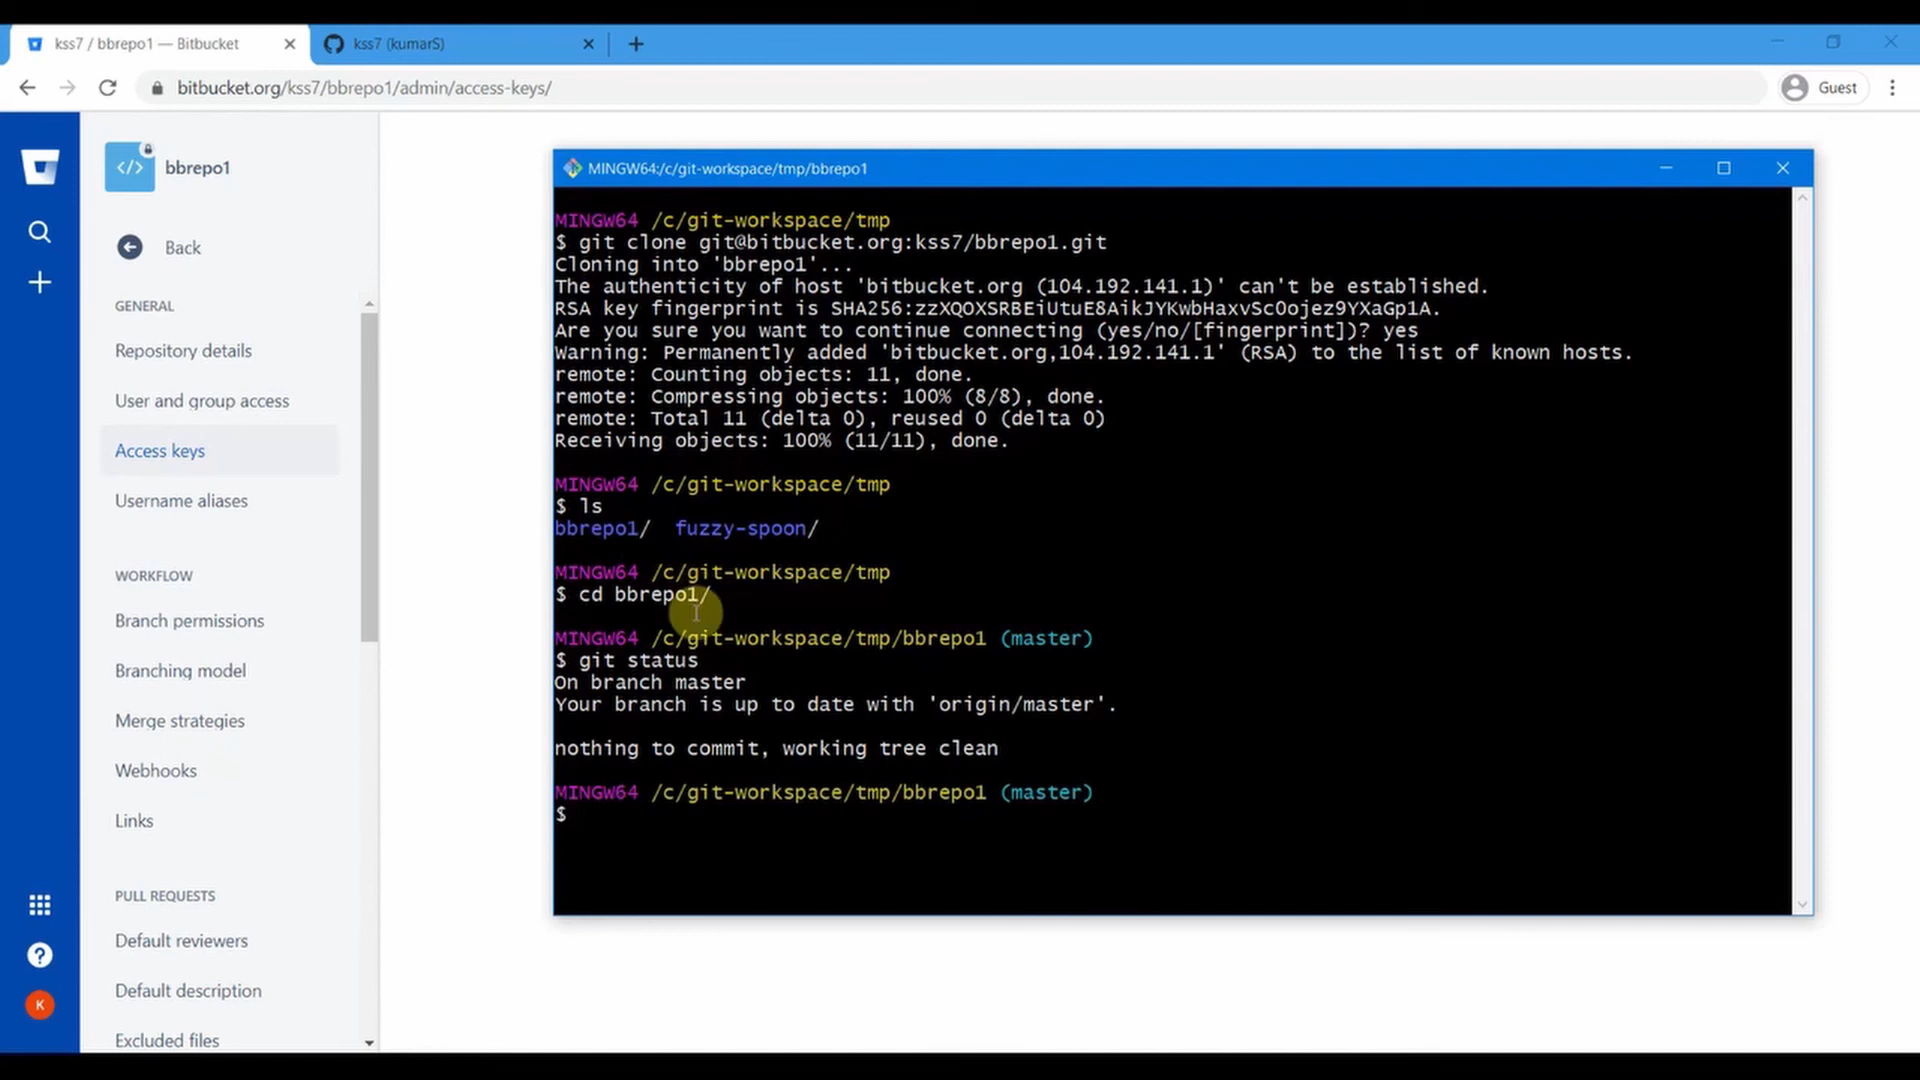 kss7 / bbrepo1 — Bitbucket
kss7 (kumarS)
bitbucket.org/kss7/bbrepo1/admin/access-keys/
Guest
bbrepo1
Back
GENERAL
Repository details
User and group access
Access keys
Username aliases
WORKFLOW
Branch permissions
Branching model
Merge strategies
Webhooks
Links
PULL REQUESTS
Default reviewers
Default description
Excluded files
K
MINGW64:/c/git-workspace/tmp/bbrepo1
MINGW64 /c/git-workspace/tmp
$ git clone git@bitbucket.org:kss7/bbrepo1.git
Cloning into 'bbrepo1'...
The authenticity of host 'bitbucket.org (104.192.141.1)' can't be established.
RSA key fingerprint is SHA256:zzXQOXSRBEiUtuE8AikJYKwbHaxvSc0ojez9YXaGp1A.
Are you sure you want to continue connecting (yes/no/[fingerprint])? yes
Warning: Permanently added 'bitbucket.org,104.192.141.1' (RSA) to the list of known hosts.
remote: Counting objects: 11, done.
remote: Compressing objects: 100% (8/8), done.
remote: Total 11 (delta 0), reused 0 (delta 0)
Receiving objects: 100% (11/11), done.
MINGW64 /c/git-workspace/tmp
$ ls
bbrepo1/ fuzzy-spoon/
MINGW64 /c/git-workspace/tmp
$ cd bbrepo1/
MINGW64 /c/git-workspace/tmp/bbrepo1 (master)
$ git status
On branch master
Your branch is up to date with 'origin/master'.
nothing to commit, working tree clean
MINGW64 /c/git-workspace/tmp/bbrepo1 (master)
$